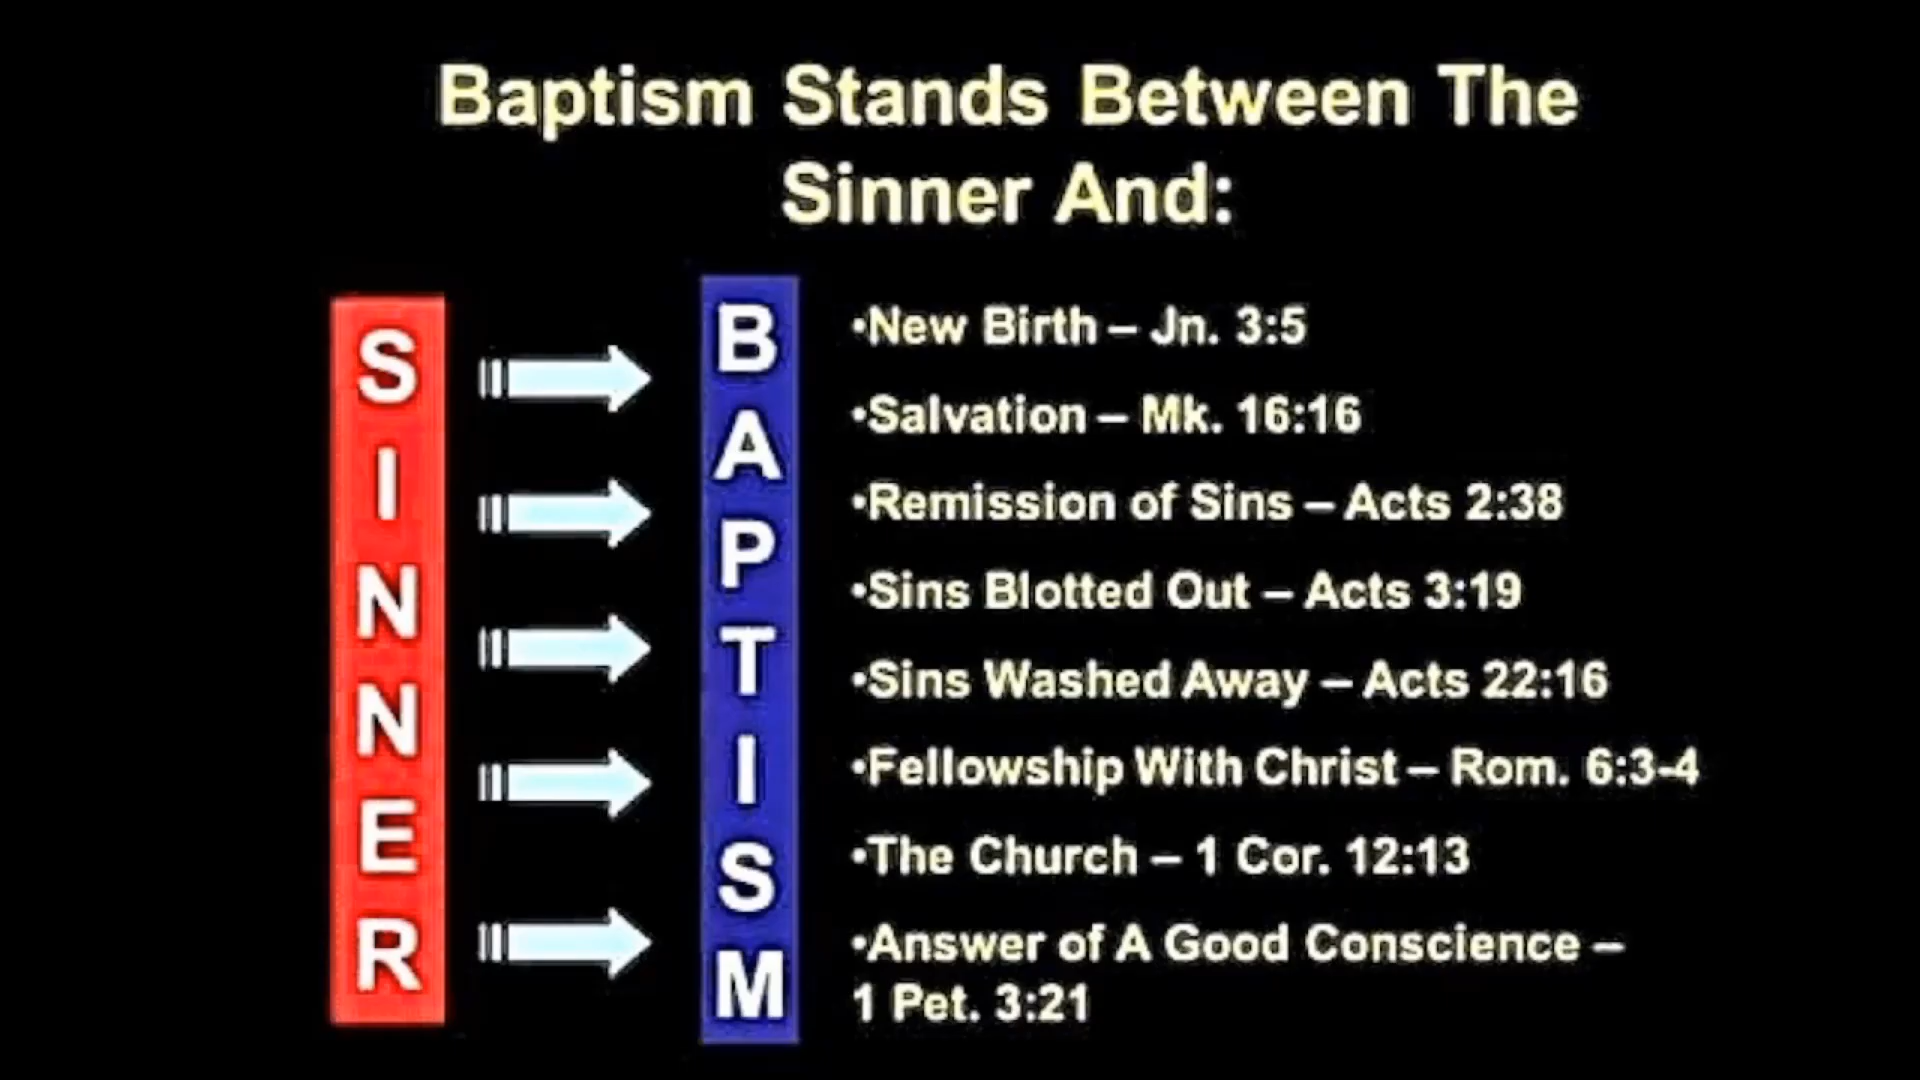 Baptism Stands Between The
Sinner And:
SINNER
BAPTISM
•New Birth – Jn. 3:5
•Salvation – Mk. 16:16
•Remission of Sins – Acts 2:38
•Sins Blotted Out – Acts 3:19
•Sins Washed Away – Acts 22:16
•Fellowship With Christ – Rom. 6:3-4
•The Church – 1 Cor. 12:13
•Answer of A Good Conscience –
1 Pet. 3:21